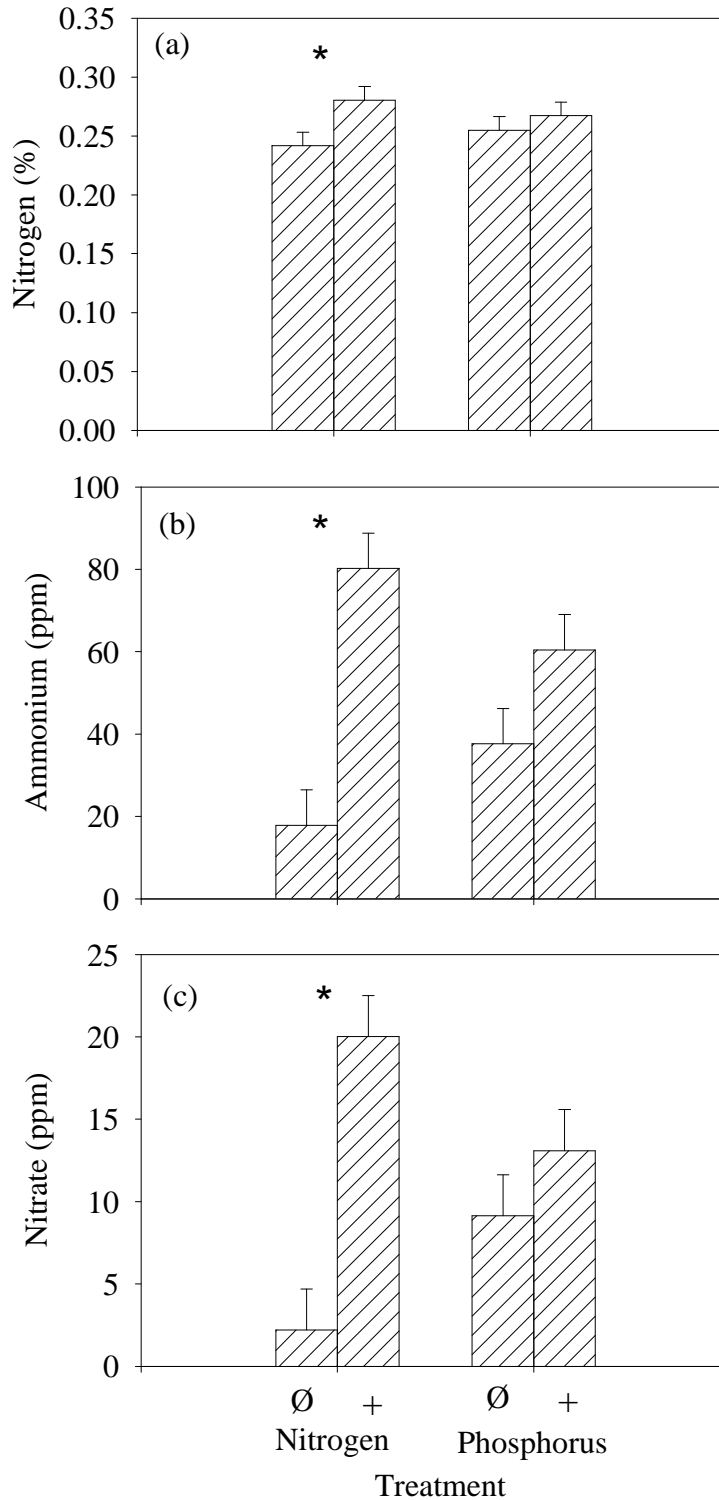 0.35
(a)
*
0.30
0.25
0.20
0.15
0.10
0.05
0.00
Nitrogen (%)
100
(b)
*
80
60
40
20
0
Ammonium (ppm)
25
(c)
*
20
15
10
5
0
Nitrate (ppm)
Ø + Ø +
Nitrogen Phosphorus
Treatment